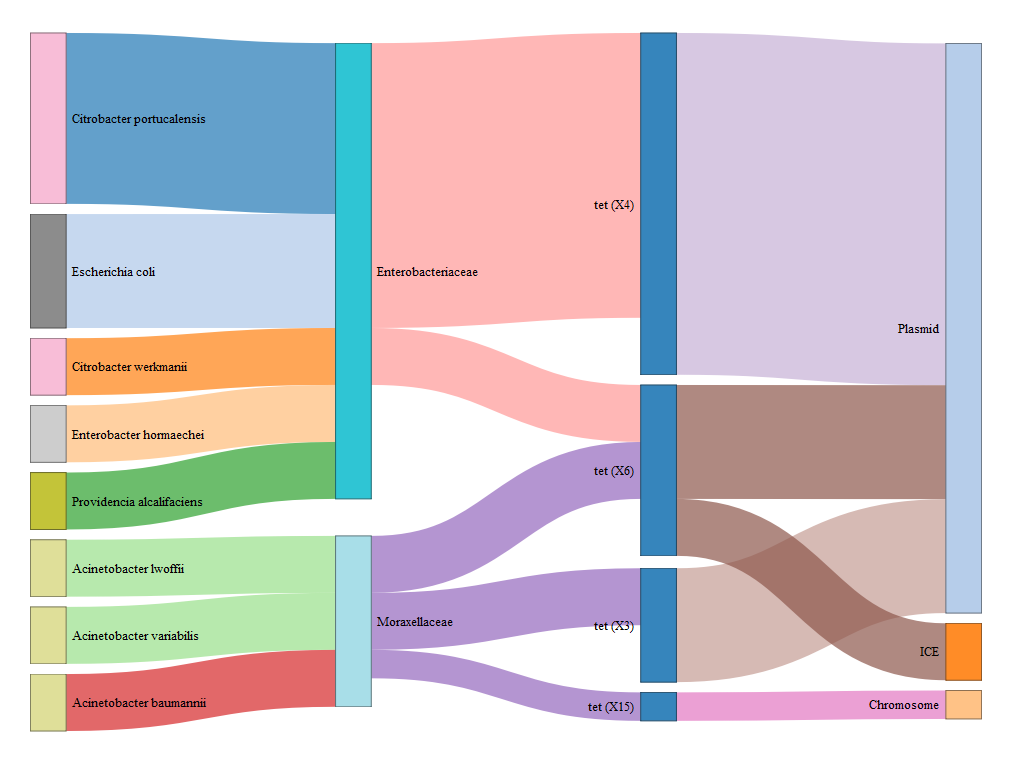 Citrobacter portucalensis
Escherichia coli
Citrobacter werkmanii
Enterobacter hormaechei
Providencia alcalifaciens
Acinetobacter lwoffii
Acinetobacter variabilis
Acinetobacter baumannii
Enterobacteriaceae
Moraxellaceae
tet (X4)
tet (X6)
tet (X3)
tet (X15)
Plasmid
ICE
Chromosome